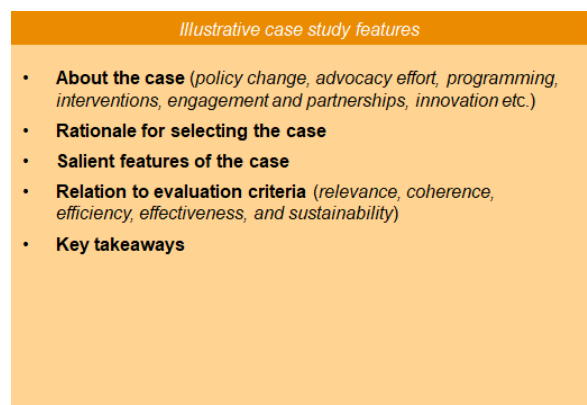 Illustrative case study features
• About the case (policy change, advocacy effort, programming,
interventions, engagement and partnerships, innovation etc.)
• Rationale for selecting the case
• Salient features of the case
• Relation to evaluation criteria (relevance, coherence,
efficiency, effectiveness, and sustainability)
• Key takeaways